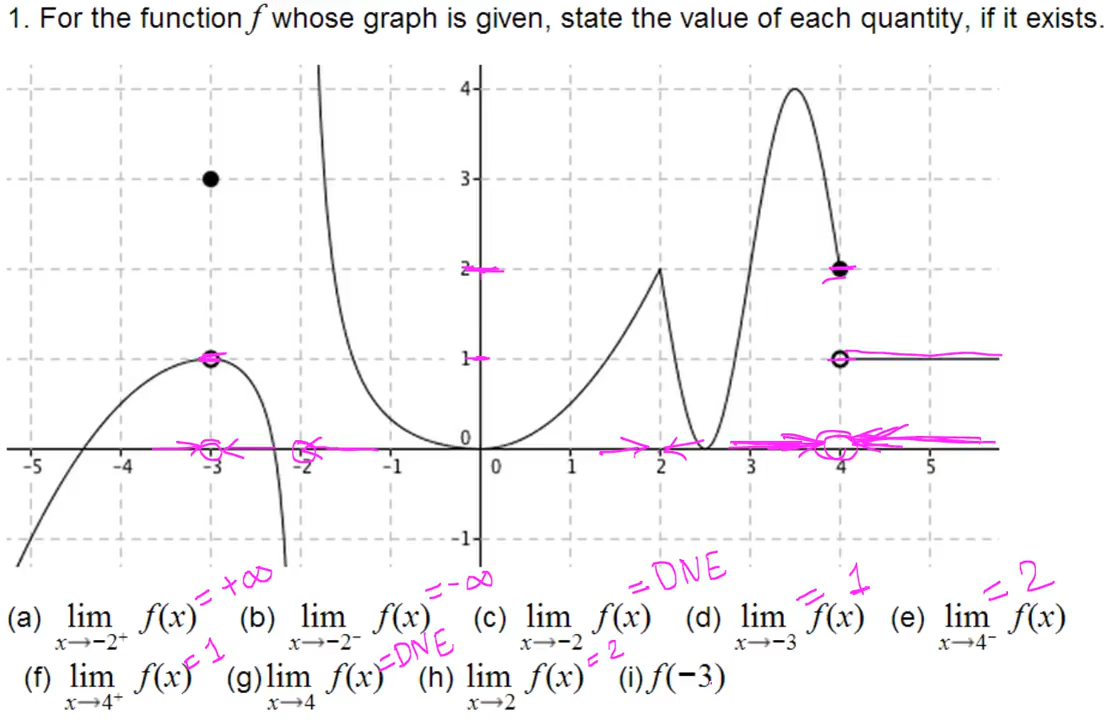 1. For the function f whose graph is given, state the value of each quantity, if it exists.
4
3
2
1
0
-5 -4 -3 -2 -1 0 1 2 3 4 5
-1
(a) lim x→-2⁺ f(x) = +∞ (b) lim x→-2⁻ f(x) = -∞ (c) lim x→-2 f(x) = DNE (d) lim x→-3 f(x) = 1 (e) lim x→4⁻ f(x) = 2
(f) lim x→4⁺ f(x) = 1 (g) lim x→4 f(x) = DNE (h) lim x→2 f(x) = 2 (i) f(-3)